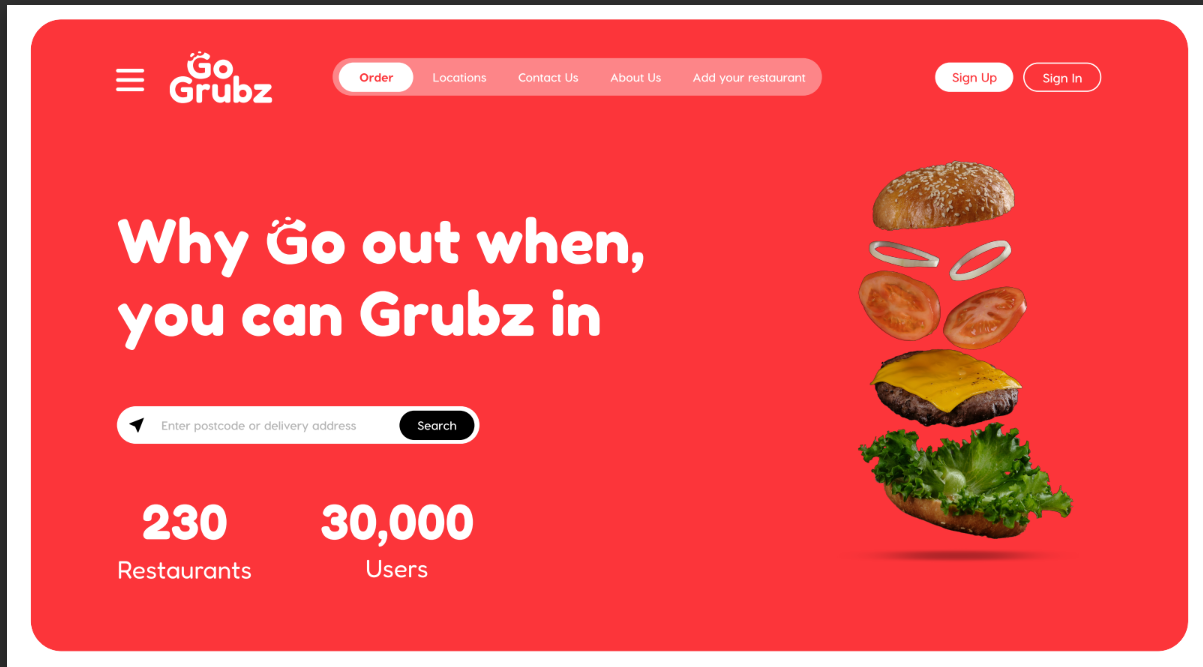 Go
Grubz
Order
Locations
Contact Us
About Us
Add your restaurant
Sign Up
Sign In
Why Go out when,
you can Grubz in
Enter postcode or delivery address
Search
230
Restaurants
30,000
Users